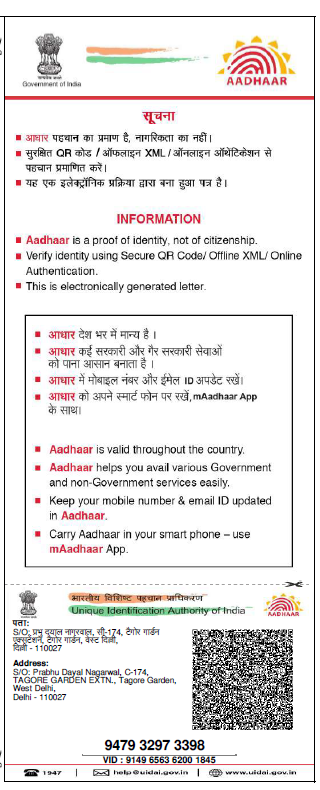 Government of India
AADHAAR
सूचना
आधार पहचान का प्रमाण है, नागरिकता का नहीं।
सुरक्षित QR कोड / ऑफलाइन XML / ऑनलाइन ऑथेंटिकेशन से
पहचान प्रमाणित करें।
यह एक इलेक्ट्रॉनिक प्रक्रिया द्वारा बना हुआ पत्र है।
INFORMATION
Aadhaar is a proof of identity, not of citizenship.
Verify identity using Secure QR Code/ Offline XML/ Online
Authentication.
This is electronically generated letter.
आधार देश भर में मान्य है ।
आधार कई सरकारी और गैर सरकारी सेवाओं
को पाना आसान बनाता है ।
आधार में मोबाइल नंबर और ईमेल ID अपडेट रखें।
आधार को अपने स्मार्ट फोन पर रखें, mAadhaar App
के साथ।
Aadhaar is valid throughout the country.
Aadhaar helps you avail various Government
and non-Government services easily.
Keep your mobile number & email ID updated
in Aadhaar.
Carry Aadhaar in your smart phone – use
mAadhaar App.
भारतीय विशिष्ट पहचान प्राधिकरण
Unique Identification Authority of India
AADHAAR
पता:
S/O: प्रभु दयाल नागरवाल, सी-174, टैगोर गार्डन
एक्सटेंशन, टैगोर गार्डन, वेस्ट दिल्ली,
दिल्ली - 110027
Address:
S/O: Prabhu Dayal Nagarwal, C-174,
TAGORE GARDEN EXTN., Tagore Garden,
West Delhi,
Delhi - 110027
9479 3297 3398
VID : 9149 6563 6200 1845
1947 | help@uidai.gov.in | www.uidai.gov.in